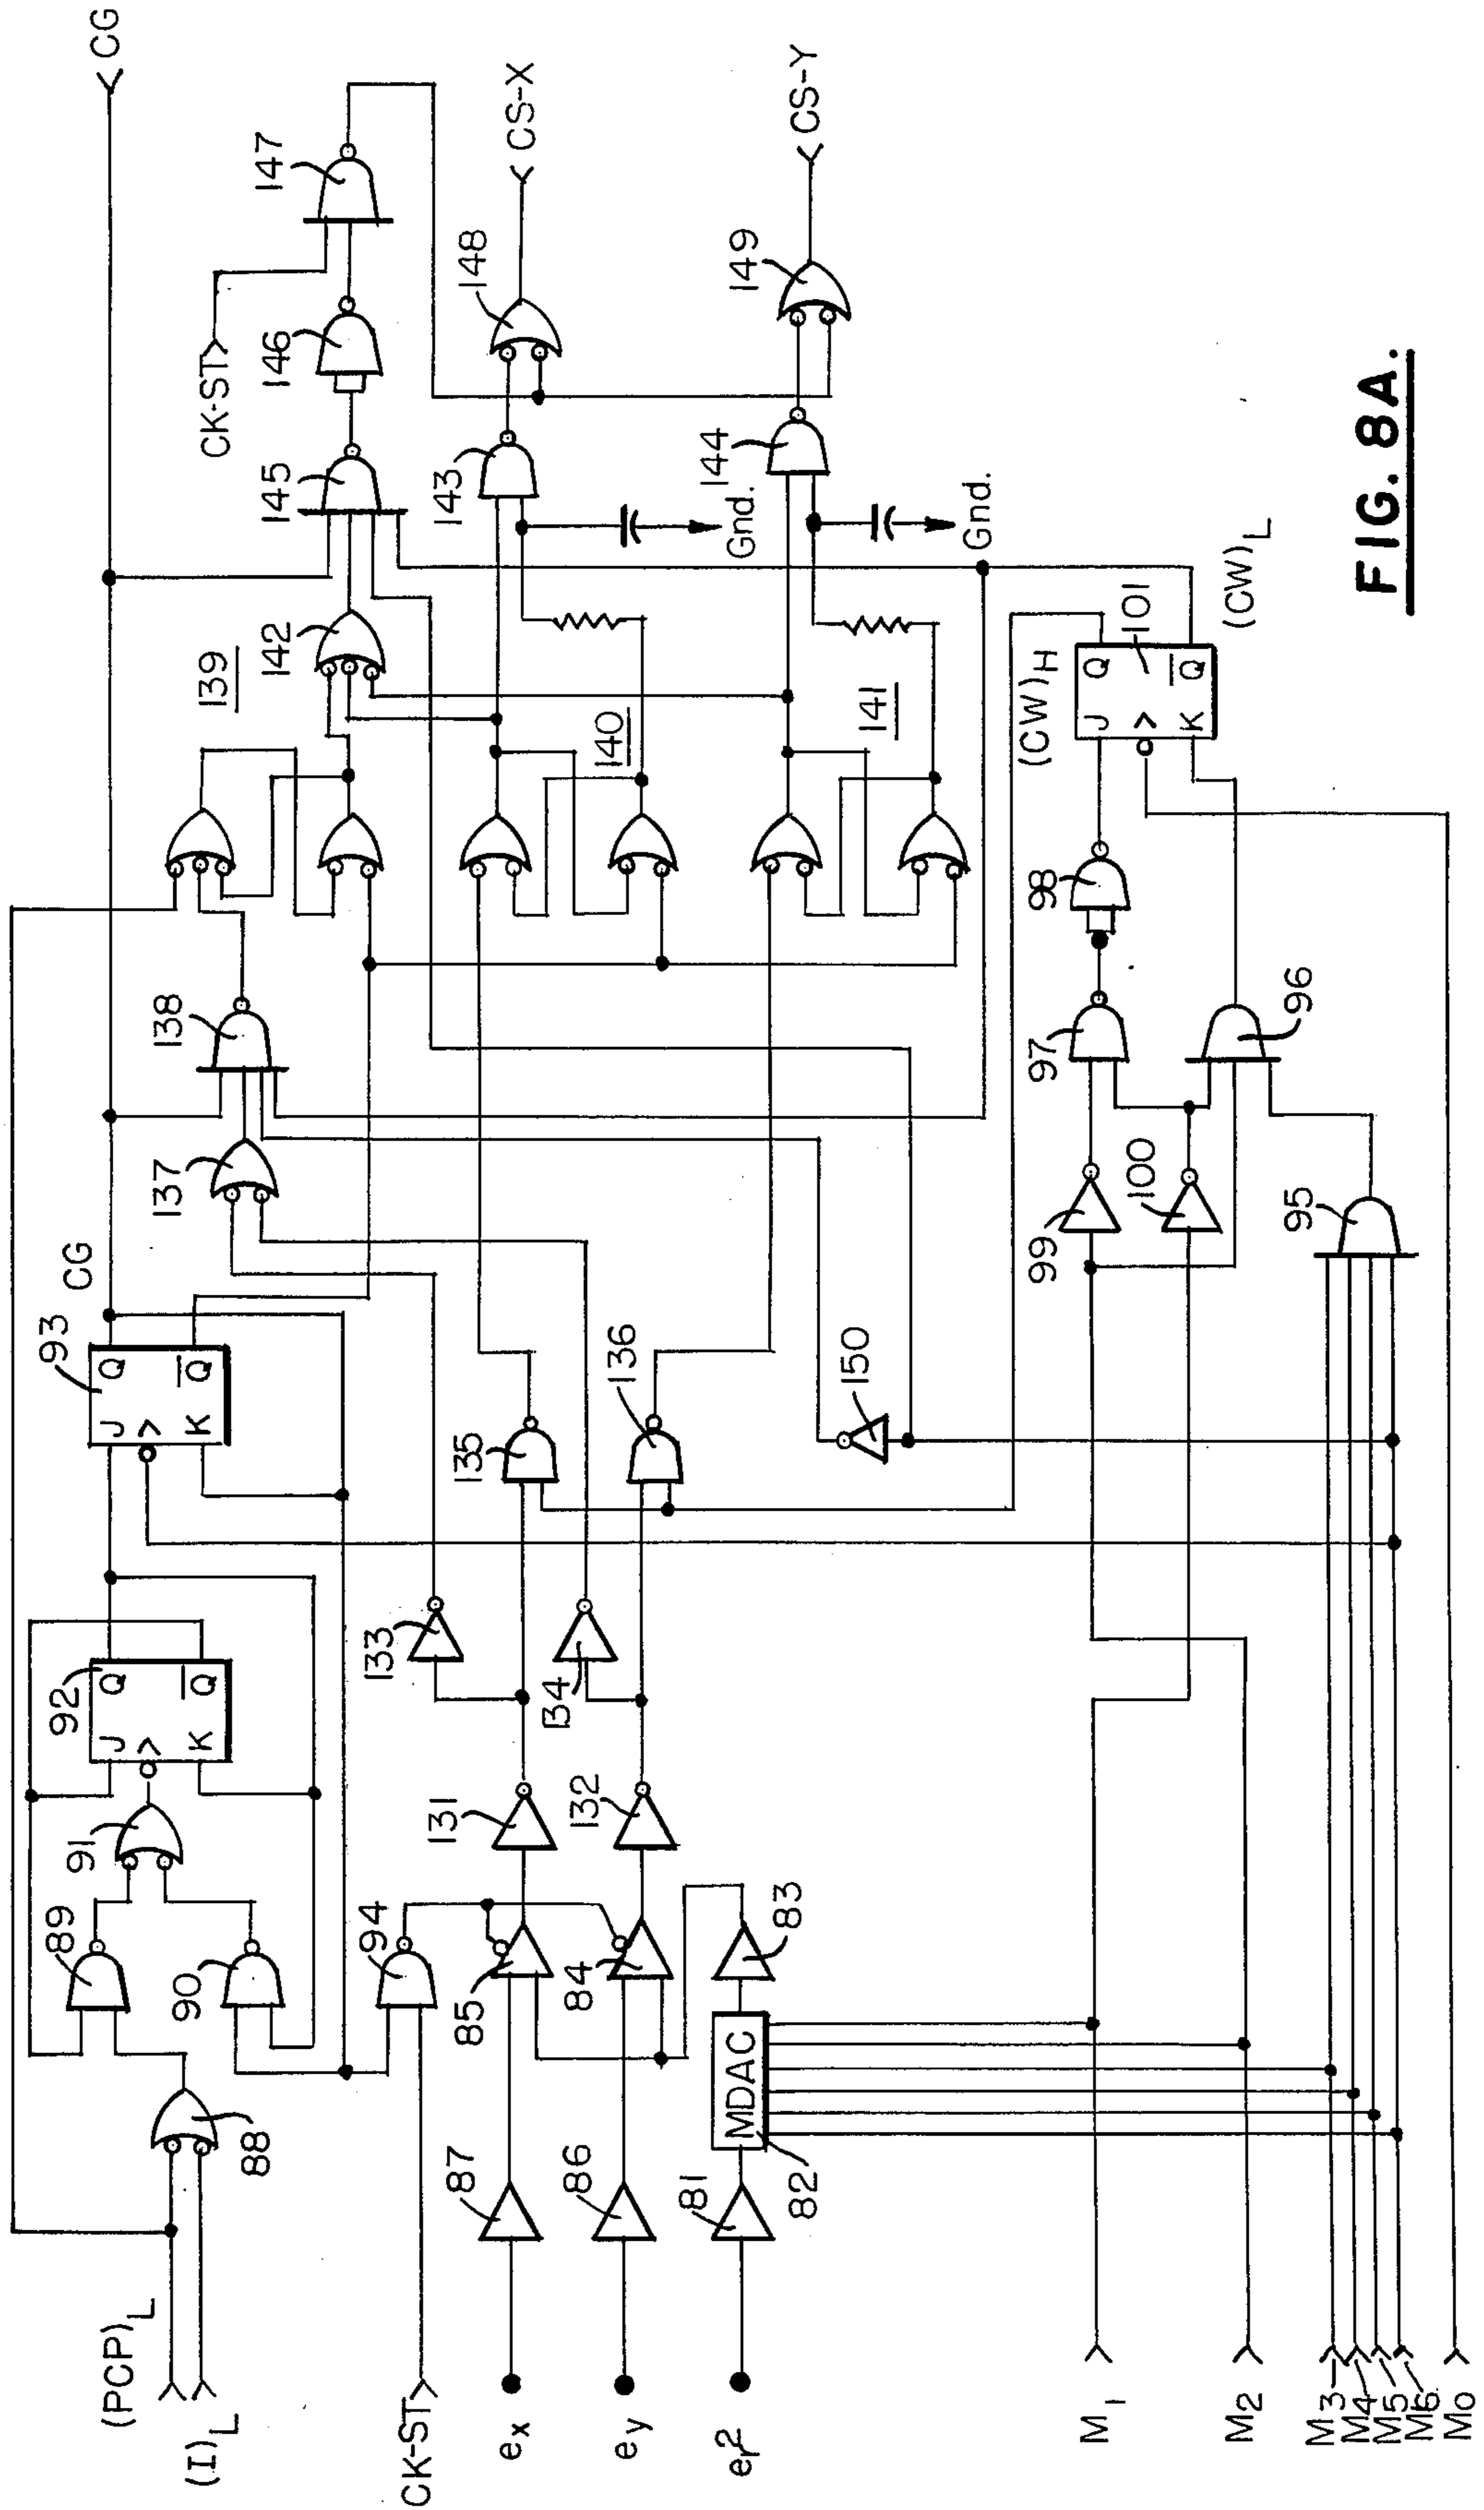 CG
CK-ST
CS-X
CS-Y
147
146
148
149
145
143
144
Gnd.
Gnd.
139
142
140
141
(CW)H
(CW)L
J
Q
K
Q
101
98
138
97
96
137
99
100
95
CG
93
J
Q
K
Q
135
136
150
133
134
92
J
Q
K
Q
131
132
91
89
90
94
85
84
83
88
87
86
81
82
MDAC
(PCP)L
(I)L
CK-ST
ex
ey
er2
M1
M2
M3
M4
M5
M6
M0
FIG. 8A.